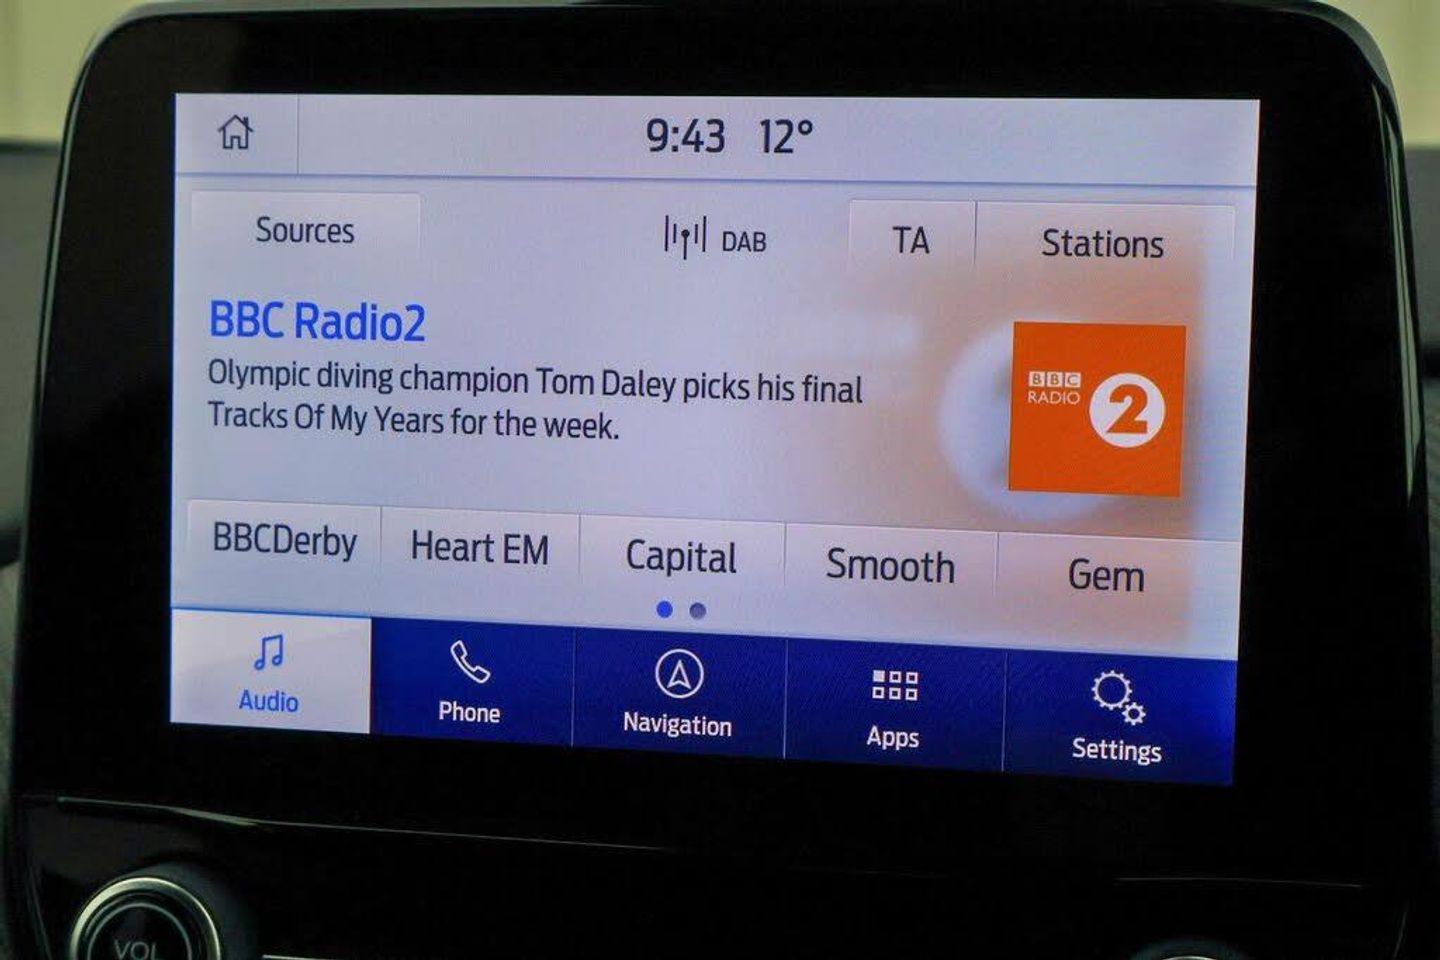 9:43 12°
Sources
DAB
TA
Stations
BBC Radio2
Olympic diving champion Tom Daley picks his final
Tracks Of My Years for the week.
BBC
RADIO
2
BBCDerby
Heart EM
Capital
Smooth
Gem
Audio
Phone
Navigation
Apps
Settings
VOL